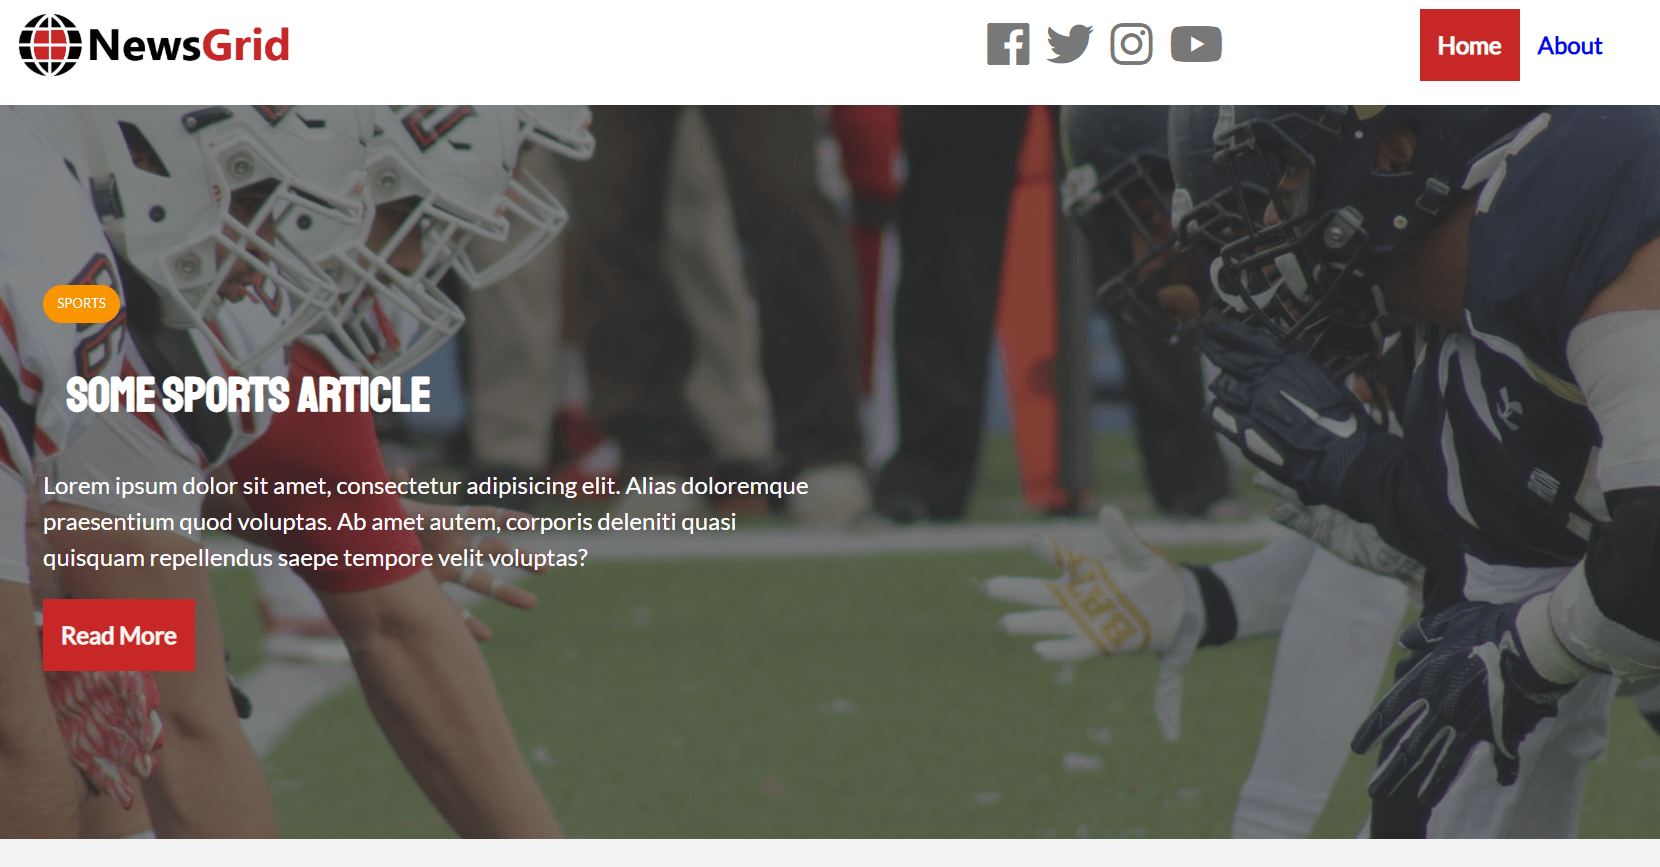 NewsGrid
Home
About
SPORTS
SOME SPORTS ARTICLE
Lorem ipsum dolor sit amet, consectetur adipisicing elit. Alias doloremque
praesentium quod voluptas. Ab amet autem, corporis deleniti quasi
quisquam repellendus saepe tempore velit voluptas?
Read More